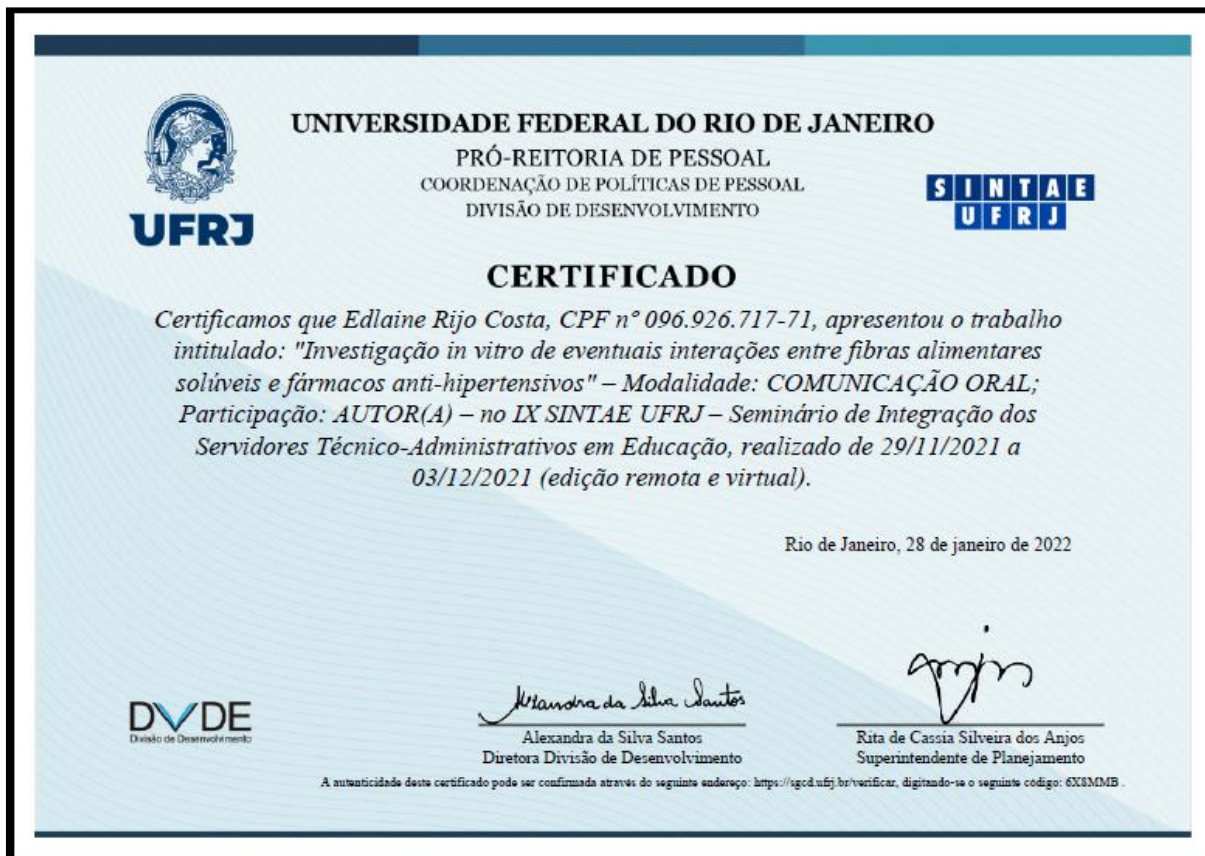 UNIVERSIDADE FEDERAL DO RIO DE JANEIRO
PRÓ-REITORIA DE PESSOAL
COORDENAÇÃO DE POLÍTICAS DE PESSOAL
DIVISÃO DE DESENVOLVIMENTO
UFRJ
SINTAE
UFRJ
CERTIFICADO
Certificamos que Edlaine Rijo Costa, CPF nº 096.926.717-71, apresentou o trabalho
intitulado: "Investigação in vitro de eventuais interações entre fibras alimentares
solúveis e fármacos anti-hipertensivos" – Modalidade: COMUNICAÇÃO ORAL;
Participação: AUTOR(A) – no IX SINTAE UFRJ – Seminário de Integração dos
Servidores Técnico-Administrativos em Educação, realizado de 29/11/2021 a
03/12/2021 (edição remota e virtual).
Rio de Janeiro, 28 de janeiro de 2022
DVDE
Divisão de Desenvolvimento
Alexandra da Silva Santos
Alexandra da Silva Santos
Diretora Divisão de Desenvolvimento
Rita de Cassia Silveira dos Anjos
Superintendente de Planejamento
A autenticidade deste certificado pode ser confirmada através do seguinte endereço: https://sgcd.ufrj.br/verificar, digitando-se o seguinte código: 6X8MMB .